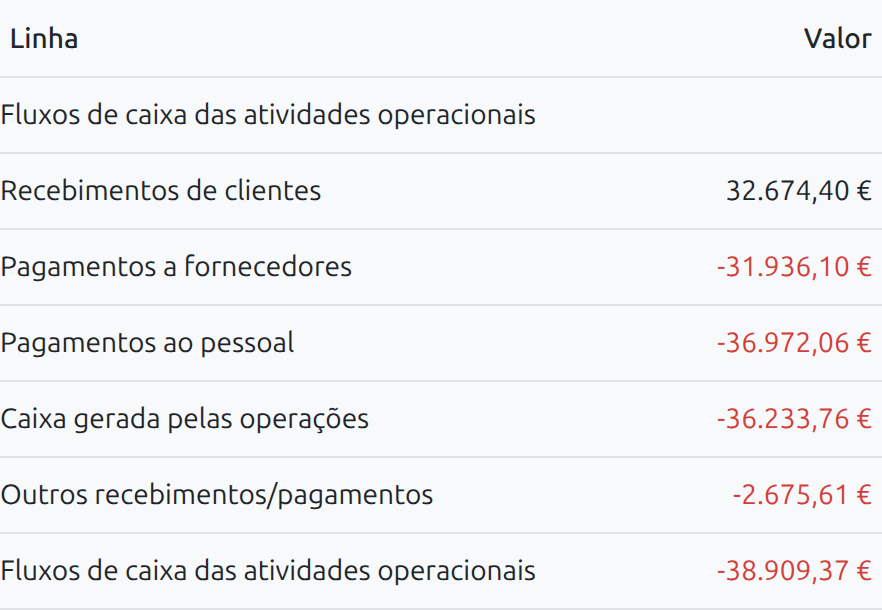 Linha Valor
Fluxos de caixa das atividades operacionais
Recebimentos de clientes 32.674,40 €
Pagamentos a fornecedores -31.936,10 €
Pagamentos ao pessoal -36.972,06 €
Caixa gerada pelas operações -36.233,76 €
Outros recebimentos/pagamentos -2.675,61 €
Fluxos de caixa das atividades operacionais -38.909,37 €